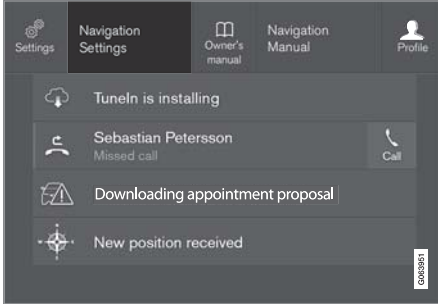 Settings
Navigation
Settings
Owner's
manual
Navigation
Manual
Profile
TuneIn is installing
Sebastian Petersson
Missed call
Call
Downloading appointment proposal
New position received
G063951